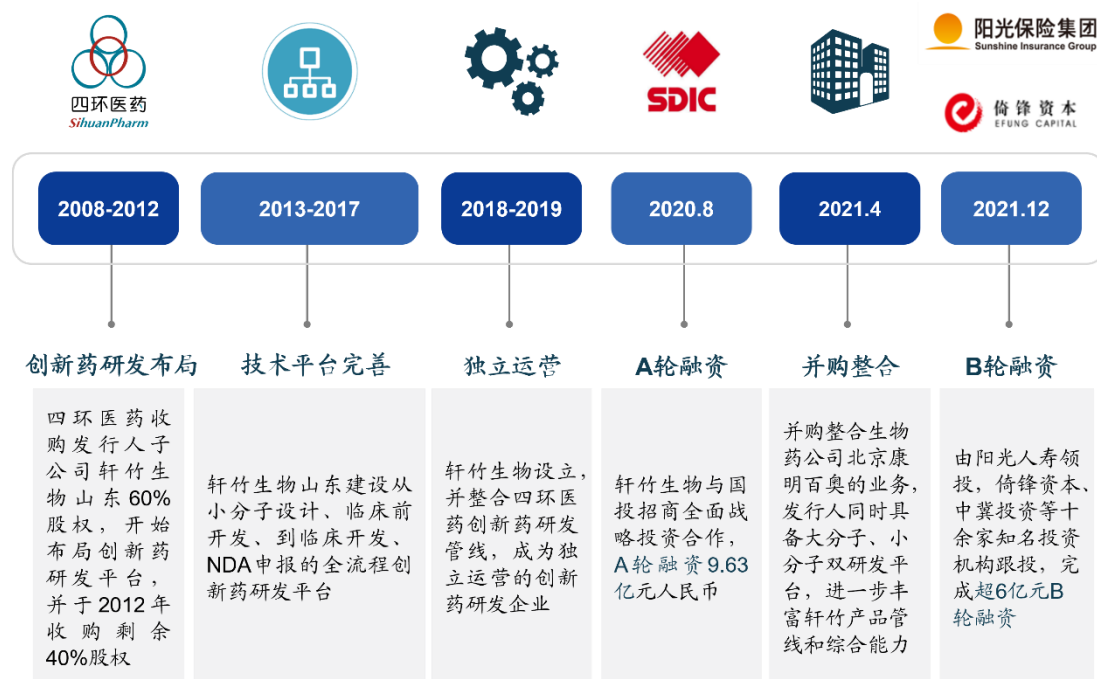 四环医药
SihuanPharm
SDIC
阳光保险集团
Sunshine Insurance Group
倚锋资本
EFUNG CAPITAL
2008-2012
2013-2017
2018-2019
2020.8
2021.4
2021.12
创新药研发布局
技术平台完善
独立运营
A轮融资
并购整合
B轮融资
四环医药收
购发行人子
公司轩竹生
物山东60%
股权，开始
布局创新药
研发平台，
并于2012年
收购剩余
40%股权
轩竹生物山东建设从
小分子设计、临床前
开发、到临床开发、
NDA申报的全流程创
新药研发平台
轩竹生物设立，
并整合四环医
药创新药研发
管线，成为独
立运营的创新
药研发企业
轩竹生物与国
投招商全面战
略投资合作，
A轮融资9.63
亿元人民币
并购整合生物
药公司北京康
明百奥的业务，
发行人同时具
备大分子、小
分子双研发平
台，进一步丰
富轩竹产品管
线和综合能力
由阳光人寿领
投，倚锋资本、
中冀投资等十
余家知名投资
机构跟投，完
成超6亿元B
轮融资